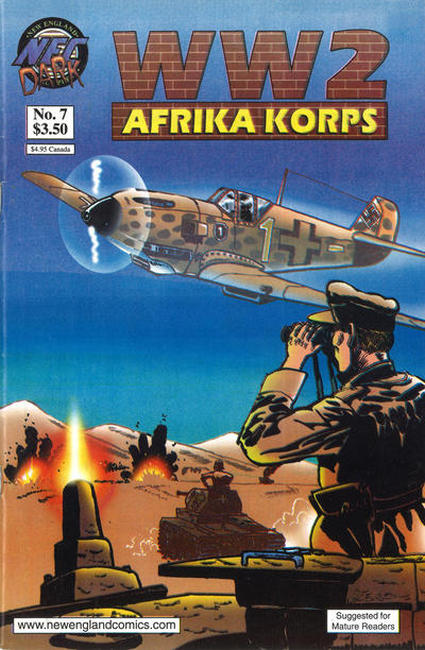 NEW ENGLAND
NEC
DARK
WW2
AFRIKA KORPS
No. 7
$3.50
$4.95 Canada
1
www.newenglandcomics.com
Suggested for
Mature Readers